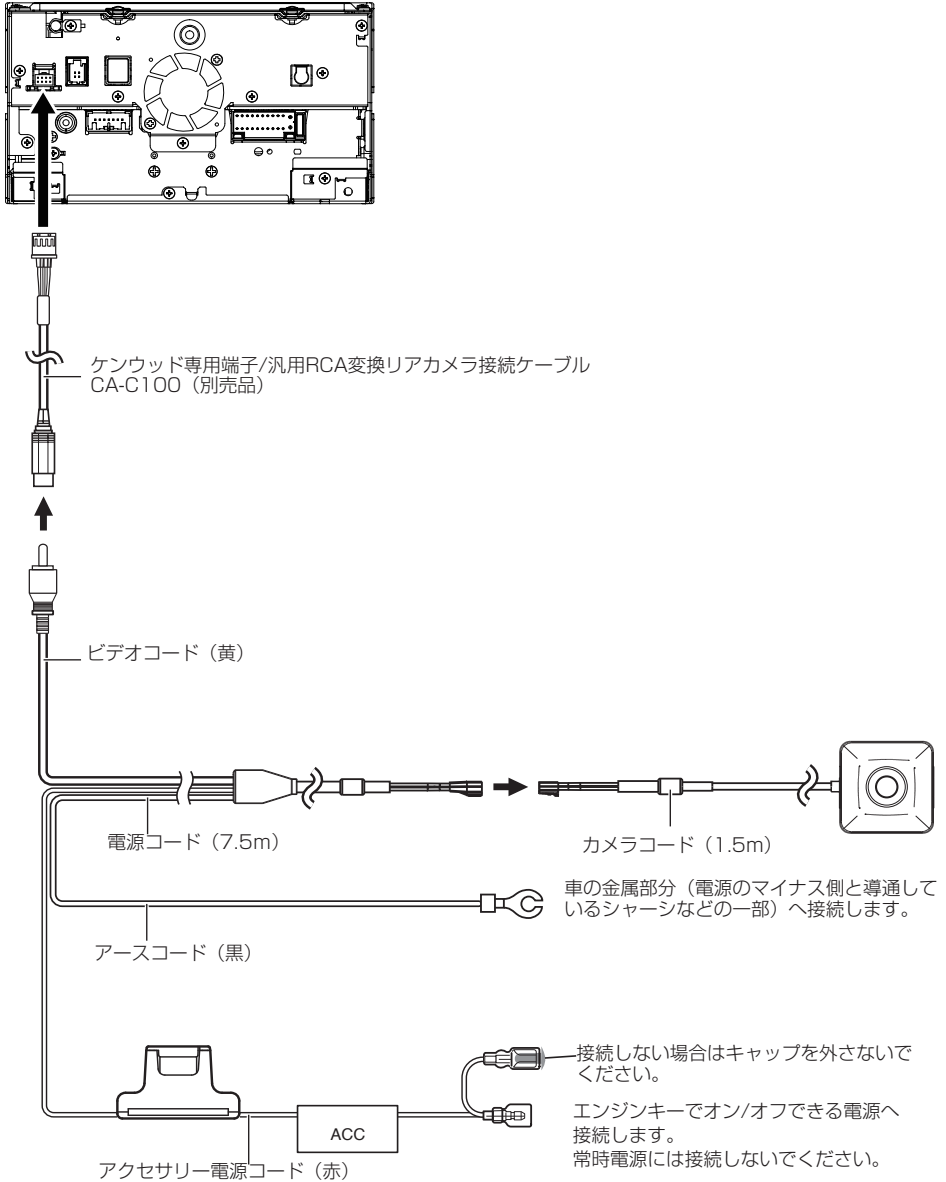 ケンウッド専用端子/汎用RCA変換リアカメラ接続ケーブル
CA-C100（別売品）
ビデオコード（黄）
電源コード（7.5m）
カメラコード（1.5m）
車の金属部分（電源のマイナス側と導通して
いるシャーシなどの一部）へ接続します。
アースコード（黒）
接続しない場合はキャップを外さないで
ください。
エンジンキーでオン/オフできる電源へ
接続します。
常時電源には接続しないでください。
ACC
アクセサリー電源コード（赤）